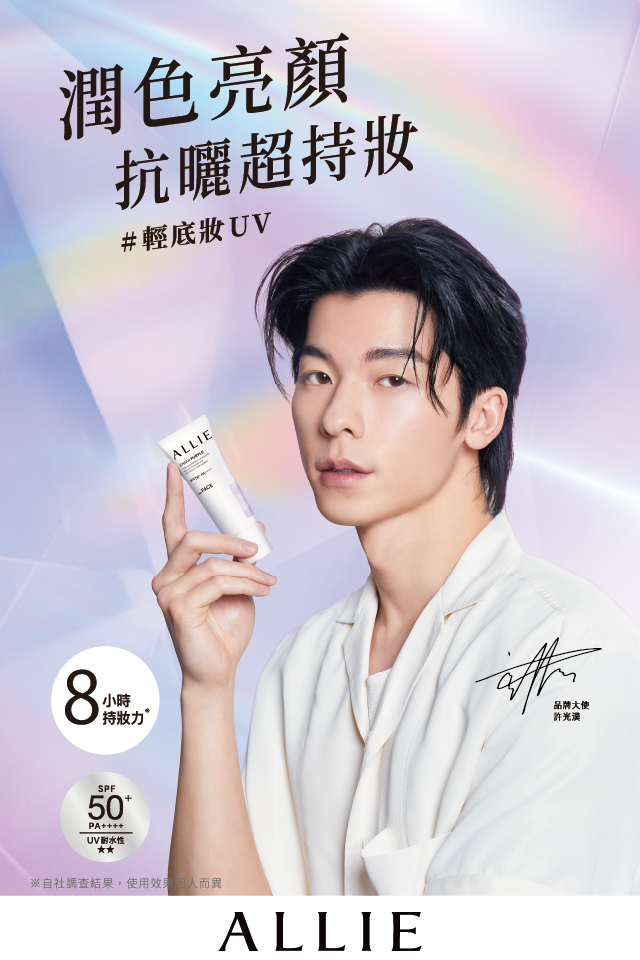 潤色亮顏
抗曬超持妝
#輕底妝UV
ALLIE
PURPLE
FACE
8小時
持妝力*
品牌大使
許光漢
SPF
50+
PA++++
UV耐水性
★★
※自社調查結果，使用效果因人而異
ALLIE